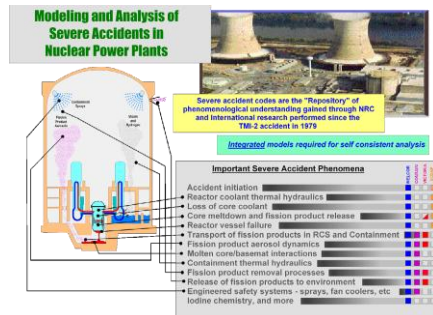 Modeling and Analysis of
Severe Accidents in
Nuclear Power Plants
Severe accident codes are the "Repository" of
phenomenological understanding gained through NRC
and International research performed since the
TMI-2 accident in 1979
Integrated models required for self consistent analysis
Important Severe Accident Phenomena
Accident initiation
Reactor coolant thermal hydraulics
Loss of core coolant
Core meltdown and fission product release
Reactor vessel failure
Transport of fission products in RCS and Containment
Fission product aerosol dynamics
Molten core/basemat interactions
Containment thermal hydraulics
Fission product removal processes
Release of fission products to environment
Engineered safety systems - sprays, fan coolers, etc
Iodine chemistry, and more